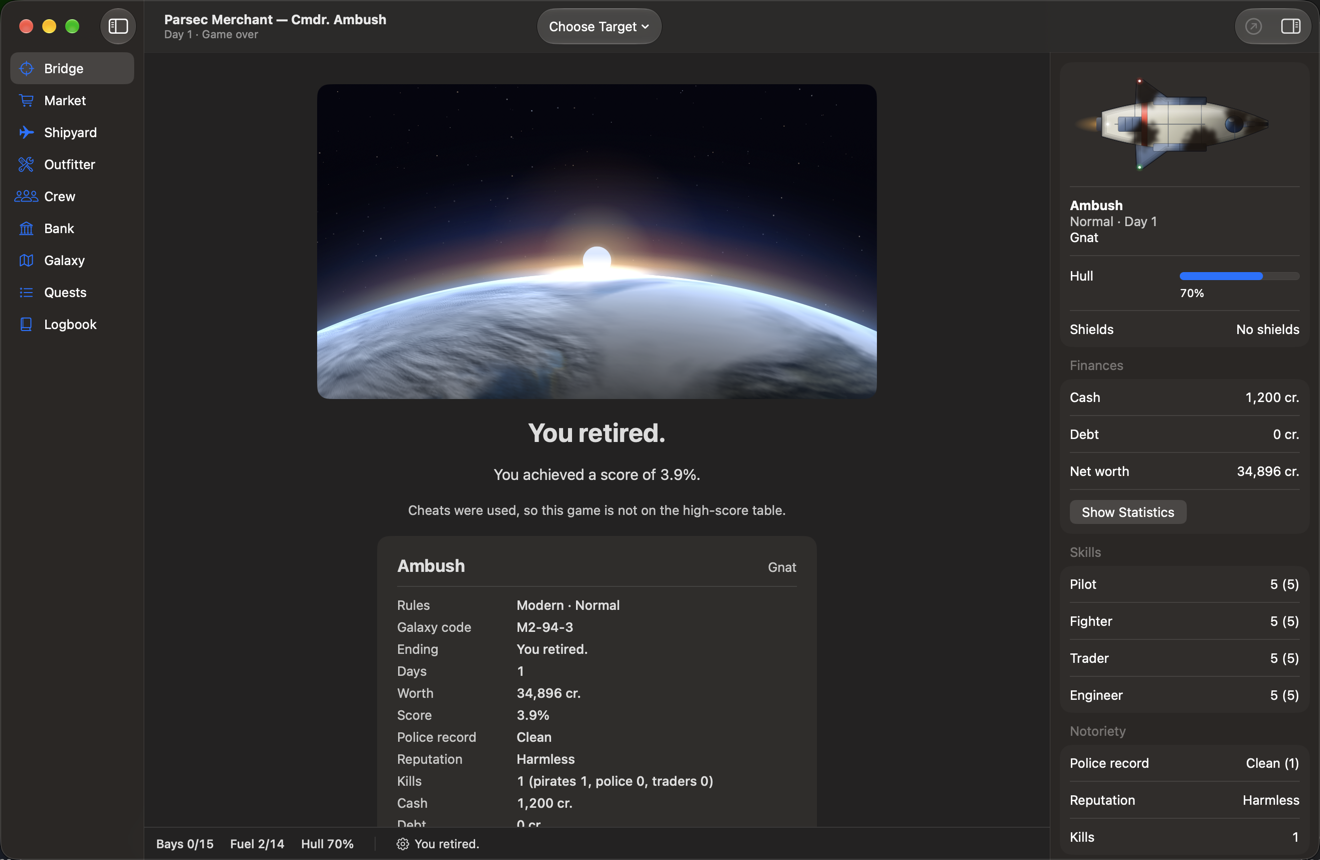 Parsec Merchant — Cmdr. Ambush
Day 1 · Game over
Choose Target
Bridge
Market
Shipyard
Outfitter
Crew
Bank
Galaxy
Quests
Logbook
You retired.
You achieved a score of 3.9%.
Cheats were used, so this game is not on the high-score table.
Ambush Gnat
Rules Modern · Normal
Galaxy code M2-94-3
Ending You retired.
Days 1
Worth 34,896 cr.
Score 3.9%
Police record Clean
Reputation Harmless
Kills 1 (pirates 1, police 0, traders 0)
Cash 1,200 cr.
Debt 0 cr.
Bays 0/15 Fuel 2/14 Hull 70% You retired.
Ambush
Normal · Day 1
Gnat
Hull
70%
Shields No shields
Finances
Cash 1,200 cr.
Debt 0 cr.
Net worth 34,896 cr.
Show Statistics
Skills
Pilot 5 (5)
Fighter 5 (5)
Trader 5 (5)
Engineer 5 (5)
Notoriety
Police record Clean (1)
Reputation Harmless
Kills 1